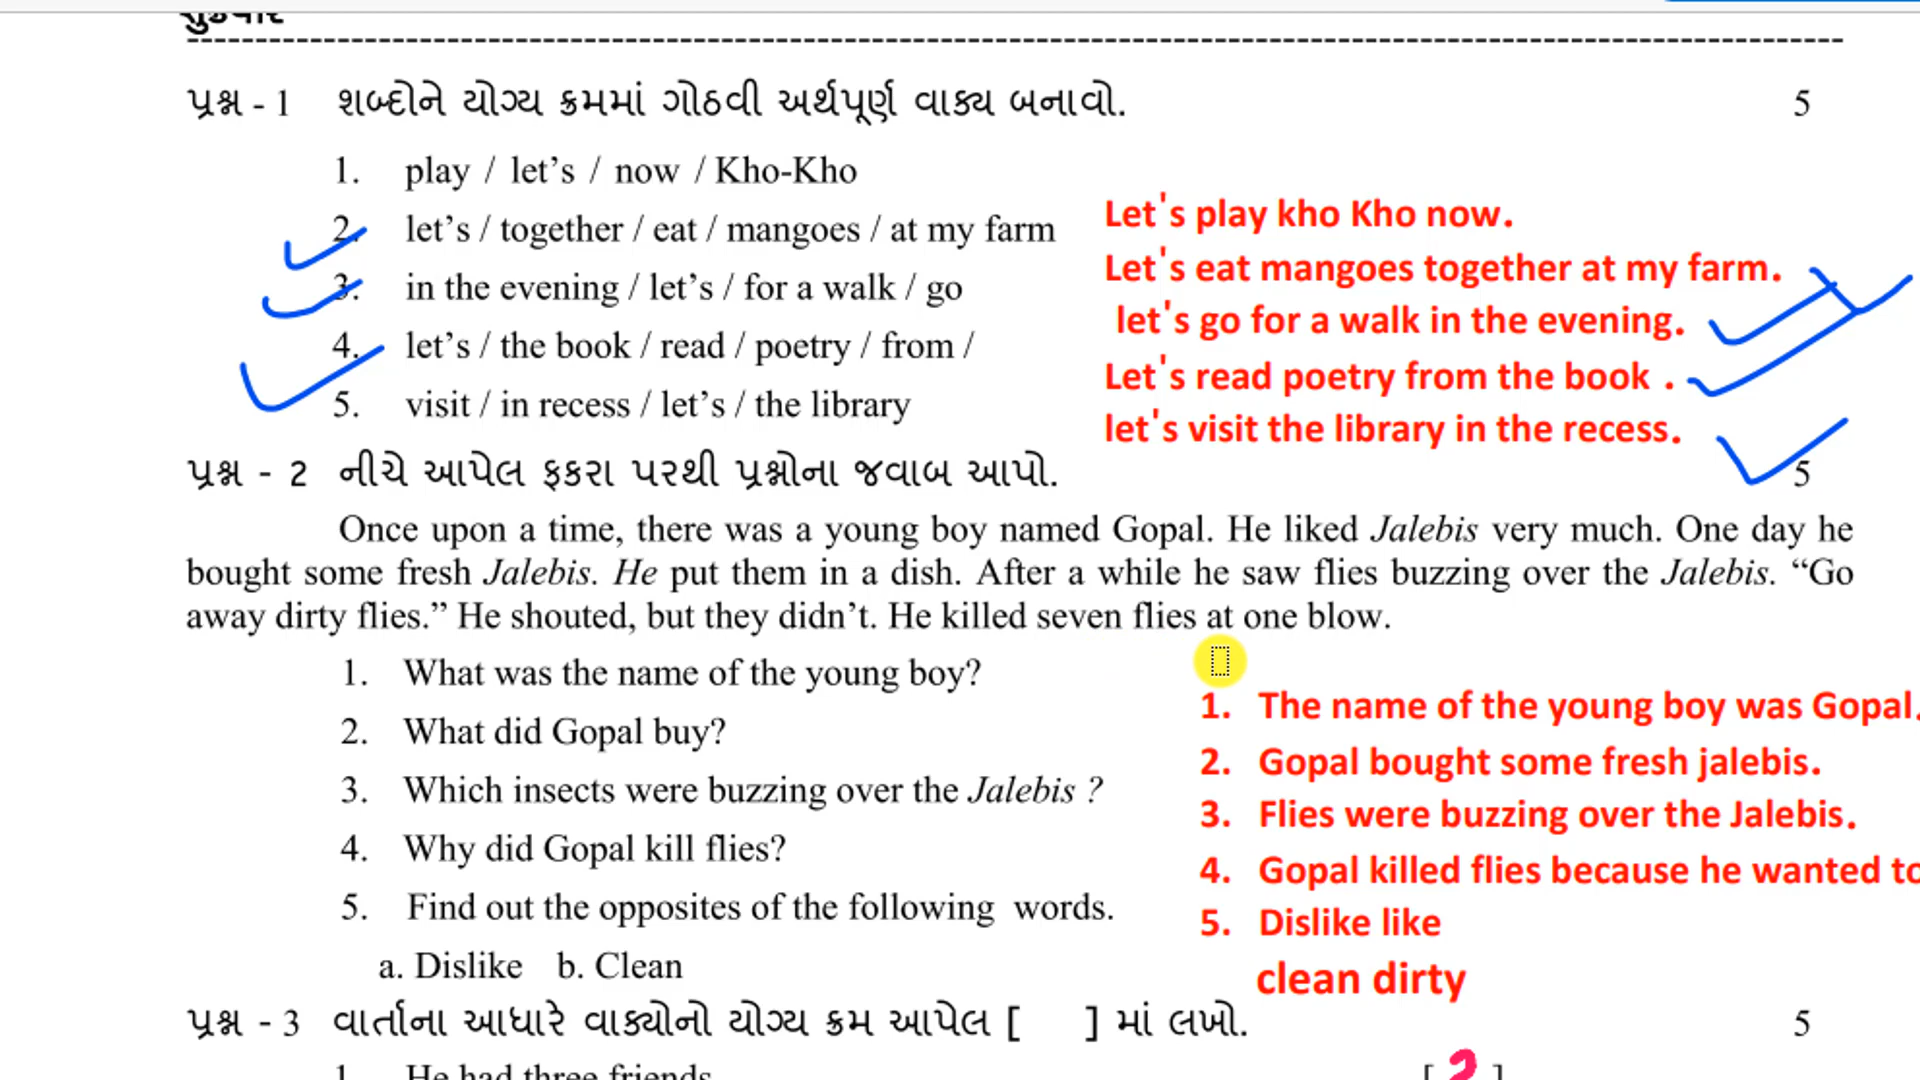 શુક્રવાર
પ્રશ્ન - 1 શબ્દોને યોગ્ય ક્રમમાં ગોઠવી અર્થપૂર્ણ વાક્ય બનાવો. 5
1. play / let’s / now / Kho-Kho
Let's play kho Kho now.
2. let’s / together / eat / mangoes / at my farm
Let's eat mangoes together at my farm.
3. in the evening / let’s / for a walk / go
let's go for a walk in the evening.
4. let’s / the book / read / poetry / from /
Let's read poetry from the book .
5. visit / in recess / let’s / the library
let's visit the library in the recess.
પ્રશ્ન - 2 નીચે આપેલ ફકરા પરથી પ્રશ્નોના જવાબ આપો. 5
Once upon a time, there was a young boy named Gopal. He liked Jalebis very much. One day he
bought some fresh Jalebis. He put them in a dish. After a while he saw flies buzzing over the Jalebis. “Go
away dirty flies.” He shouted, but they didn’t. He killed seven flies at one blow.
1. What was the name of the young boy?
1. The name of the young boy was Gopal.
2. What did Gopal buy?
2. Gopal bought some fresh jalebis.
3. Which insects were buzzing over the Jalebis ?
3. Flies were buzzing over the Jalebis.
4. Why did Gopal kill flies?
4. Gopal killed flies because he wanted to
5. Find out the opposites of the following words.
5. Dislike like
a. Dislike b. Clean
clean dirty
પ્રશ્ન - 3 વાર્તાના આધારે વાક્યોનો યોગ્ય ક્રમ આપેલ [ ] માં લખો. 5
1. He had three friends. [ 2 ]